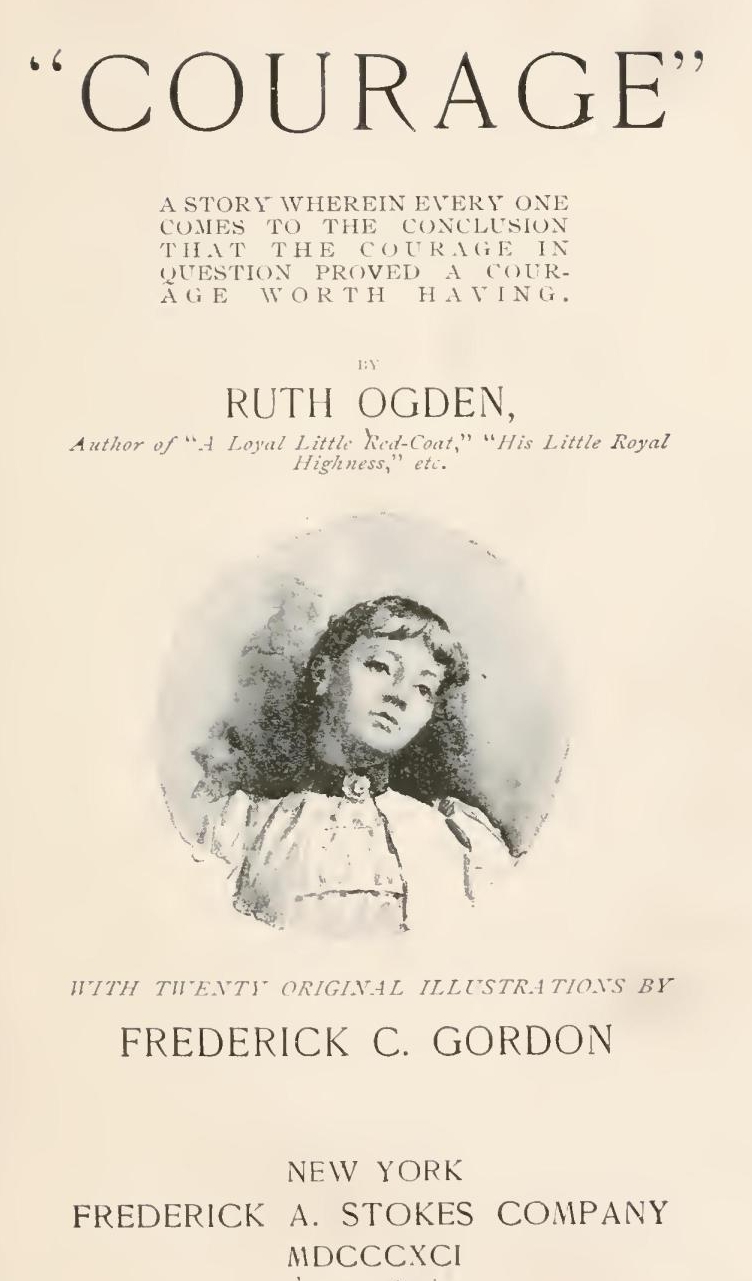 “COURAGE”
A STORY WHEREIN EVERY ONE
COMES TO THE CONCLUSION
THAT THE COURAGE IN
QUESTION PROVED A COUR-
AGE WORTH HAVING.
BY
RUTH OGDEN,
Author of “A Loyal Little Red-Coat,” “His Little Royal
Highness,” etc.
WITH TWENTY ORIGINAL ILLUSTRATIONS BY
FREDERICK C. GORDON
NEW YORK
FREDERICK A. STOKES COMPANY
MDCCCXCI